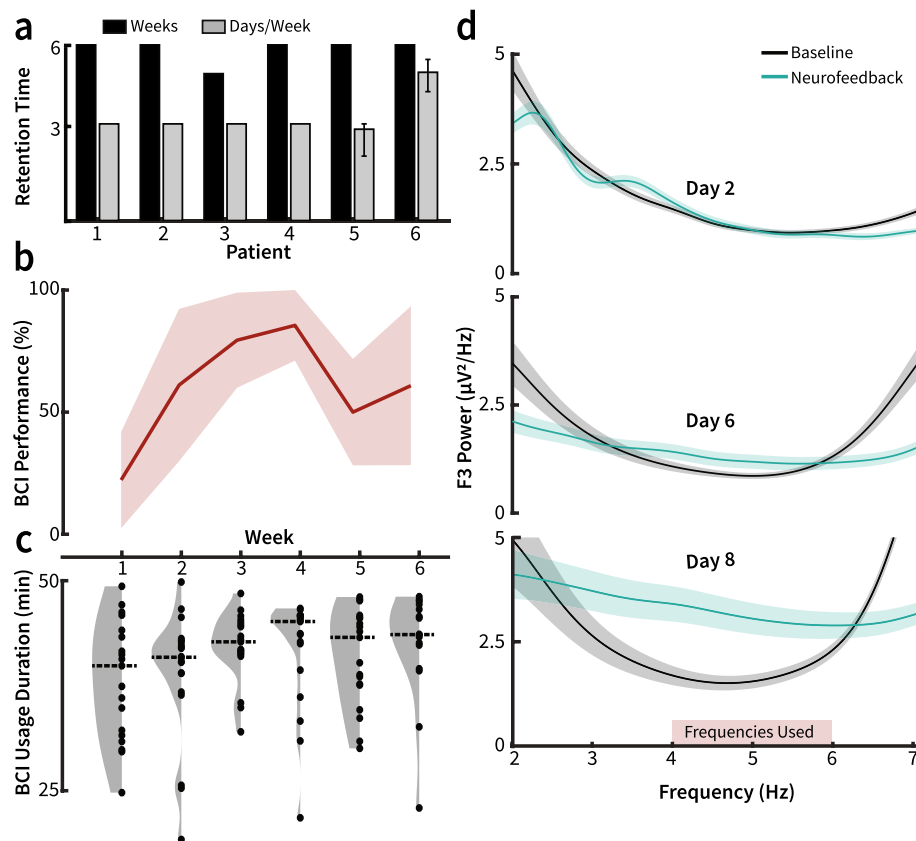 a
Weeks
Days/Week
Retention Time
6
3
1 2 3 4 5 6
Patient
b
BCI Performance (%)
100
50
0
Week
c
1 2 3 4 5 6
BCI Usage Duration (min)
50
25
d
Baseline
Neurofeedback
F3 Power (µV²/Hz)
5
2.5
0
Day 2
5
2.5
0
Day 6
5
2.5
0
Day 8
Frequencies Used
2 3 4 5 6 7
Frequency (Hz)